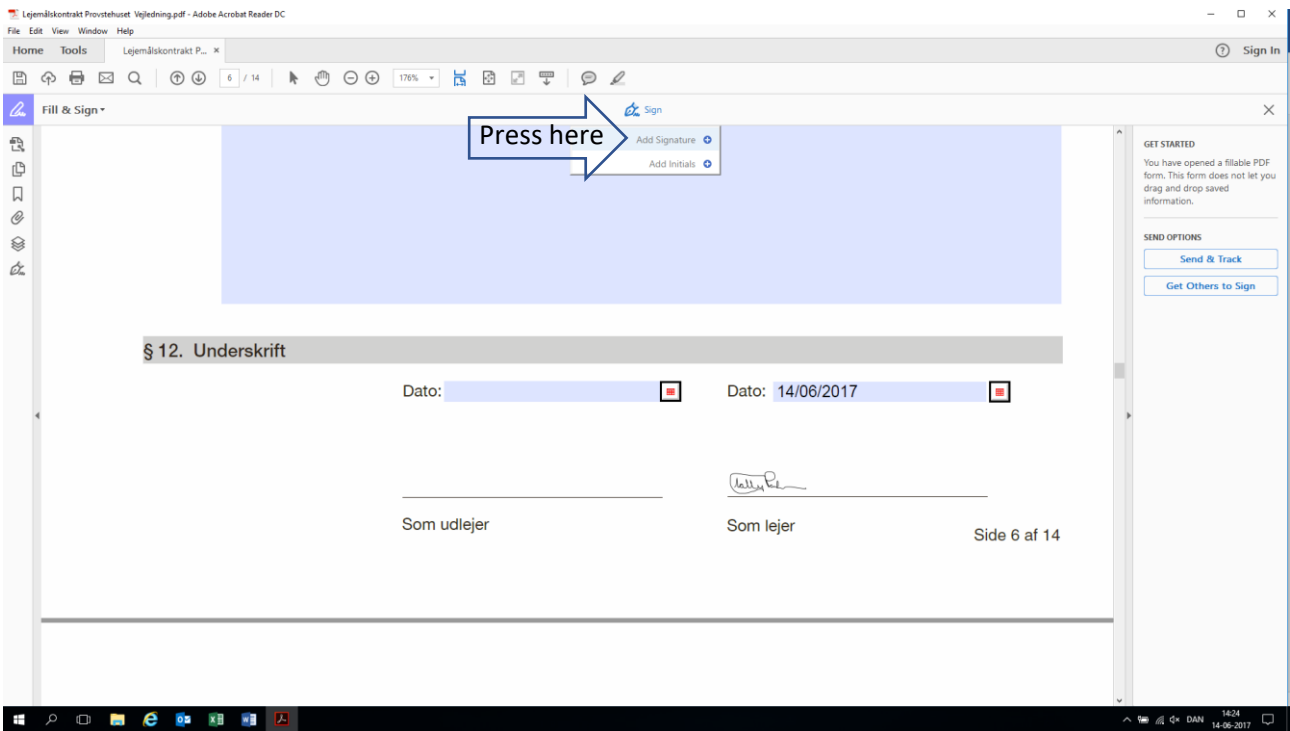 Lejemålskontrakt Provstehuset Vejledning.pdf - Adobe Acrobat Reader DC
File Edit View Window Help
Home Tools Lejemålskontrakt P... × Sign In
6 / 14 176%
Fill & Sign Sign
Press here
Add Signature
Add Initials
GET STARTED
You have opened a fillable PDF
form. This form does not let you
drag and drop saved
information.
SEND OPTIONS
Send & Track
Get Others to Sign
§ 12. Underskrift
Dato: Dato: 14/06/2017
Som udlejer Som lejer
Side 6 af 14
DAN 14:24
14-06-2017